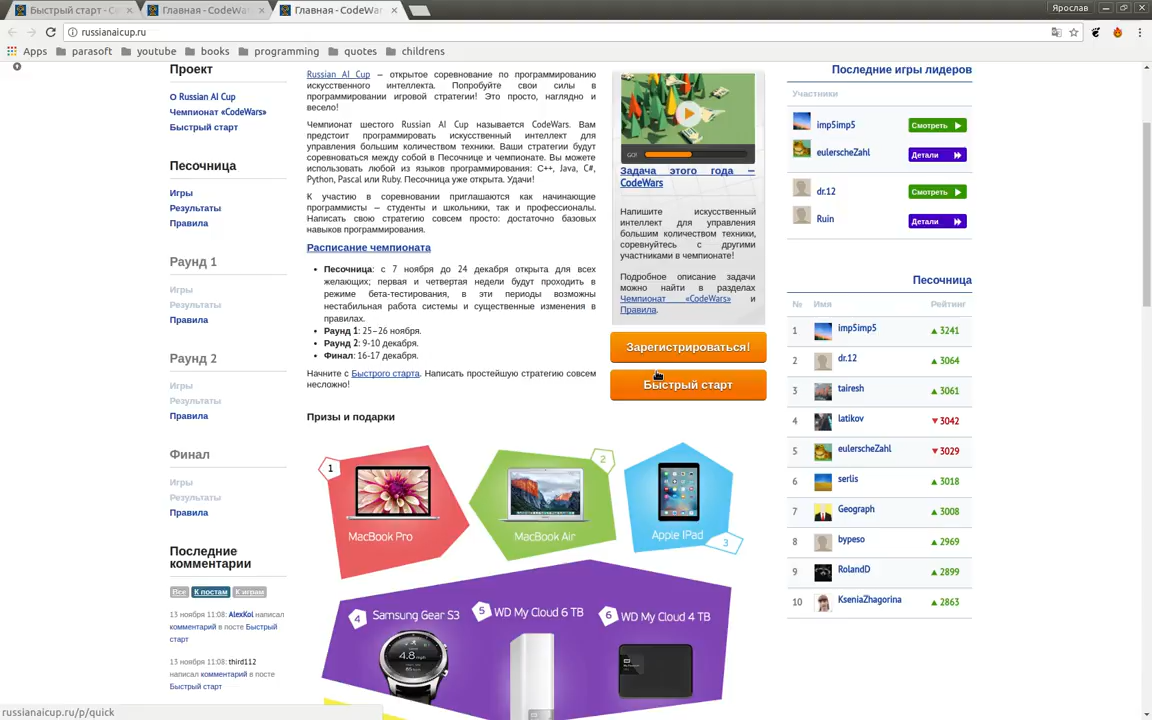 Быстрый старт - Co
Главная - CodeWar
Главная - CodeWar
Ярослав
russianaicup.ru
Apps
parasoft
youtube
books
programming
quotes
childrens
Проект
О Russian AI Cup
Чемпионат «CodeWars»
Быстрый старт
Песочница
Игры
Результаты
Правила
Раунд 1
Игры
Результаты
Правила
Раунд 2
Игры
Результаты
Правила
Финал
Игры
Результаты
Правила
Последние
комментарии
Все
К постам
К играм
13 ноября 11:08: AlexKol написал
комментарий в посте Быстрый
старт
13 ноября 11:08: third112
написал комментарий в посте
Быстрый старт
Russian AI Cup – открытое соревнование по программированию
искусственного интеллекта. Попробуйте свои силы в
программировании игровой стратегии! Это просто, наглядно и
весело!
Чемпионат шестого Russian AI Cup называется CodeWars. Вам
предстоит программировать искусственный интеллект для
управления большим количеством техники. Ваши стратегии будут
соревноваться между собой в Песочнице и чемпионате. Вы можете
использовать любой из языков программирования: C++, Java, C#,
Python, Pascal или Ruby. Песочница уже открыта. Удачи!
К участию в соревновании приглашаются как начинающие
программисты – студенты и школьники, так и профессионалы.
Написать свою стратегию совсем просто: достаточно базовых
навыков программирования.
Расписание чемпионата
Песочница: с 7 ноября до 24 декабря открыта для всех
желающих; первая и четвертая недели будут проходить в
режиме бета-тестирования, в эти периоды возможны
нестабильная работа системы и существенные изменения в
правилах.
Раунд 1: 25–26 ноября.
Раунд 2: 9-10 декабря.
Финал: 16-17 декабря.
Начните с Быстрого старта. Написать простейшую стратегию совсем
несложно!
Призы и подарки
1
MacBook Pro
2
MacBook Air
Apple IPad
3
4 Samsung Gear S3
4.8
5 WD My Cloud 6 TB
6 WD My Cloud 4 TB
GO!
Задача этого года –
CodeWars
Напишите искусственный
интеллект для управления
большим количеством техники,
соревнуйтесь с другими
участниками в чемпионате!
Подробное описание задачи
можно найти в разделах
Чемпионат «CodeWars» и
Правила.
Зарегистрироваться!
Быстрый старт
Последние игры лидеров
Участники
imp5imp5
Смотреть
eulerscheZahl
Детали
dr.12
Смотреть
Ruin
Детали
Песочница
№ Имя Рейтинг
1 imp5imp5 3241
2 dr.12 3064
3 tairesh 3061
4 latikov 3042
5 eulerscheZahl 3029
6 serlis 3018
7 Geograph 3008
8 bypeso 2969
9 RolandD 2899
10 KseniaZhagorina 2863
russianaicup.ru/p/quick